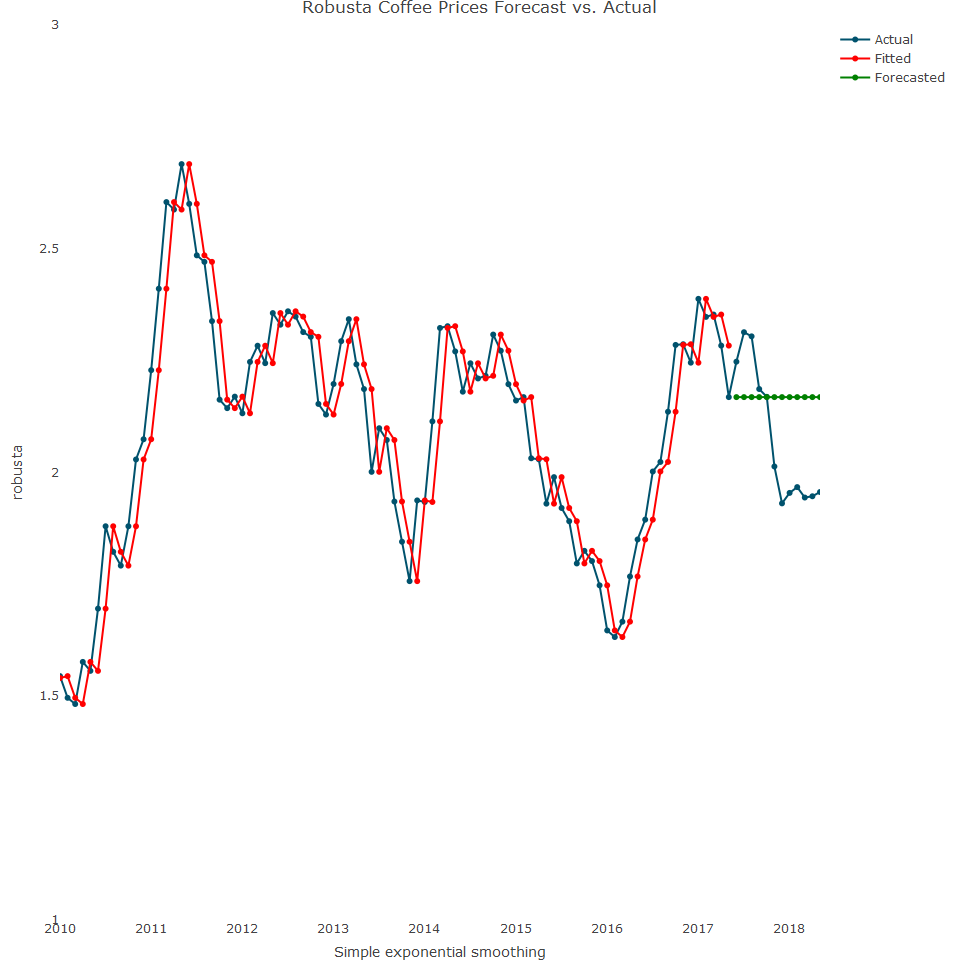 Robusta Coffee Prices Forecast vs. Actual
3
Actual
Fitted
Forecasted
2.5
2
robusta
1.5
1
2010 2011 2012 2013 2014 2015 2016 2017 2018
Simple exponential smoothing